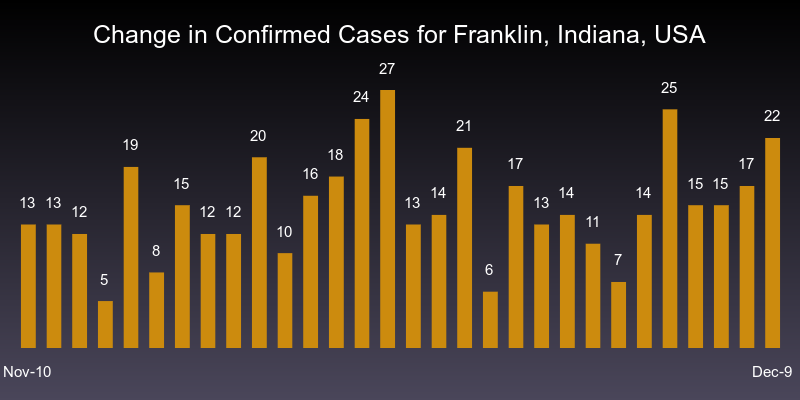 Change in Confirmed Cases for Franklin, Indiana, USA
13 13 12 5 19 8 15 12 12 20 10 16 18 24 27 13 14 21 6 17 13 14 11 7 14 25 15 15 17 22
Nov-10 Dec-9